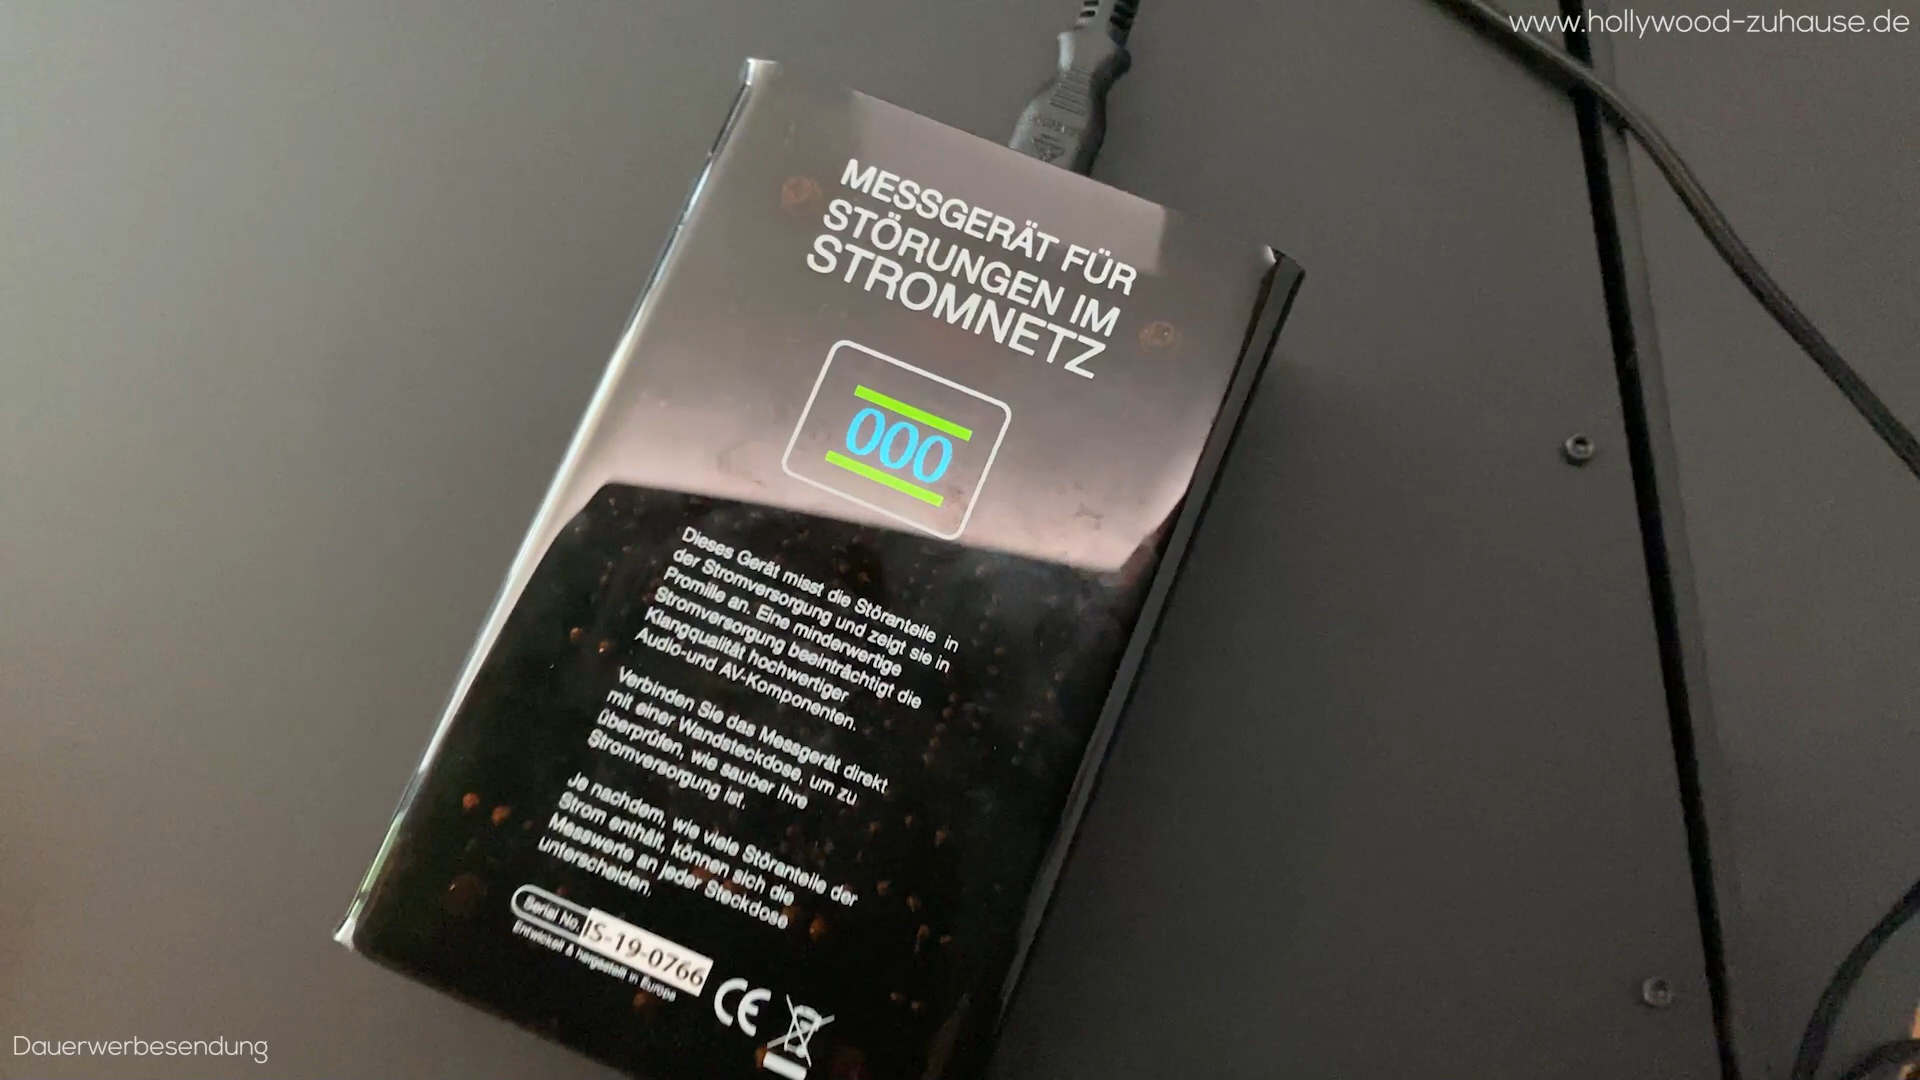 www.hollywood-zuhause.de
MESSGERÄT FÜR
STÖRUNGEN IM
STROMNETZ
000
Dieses Gerät misst die Störanteile in
der Stromversorgung und zeigt sie in
Promille an. Eine minderwertige
Stromversorgung beeinträchtigt die
Klangqualität hochwertiger
Audio-und AV-Komponenten.
Verbinden Sie das Messgerät direkt
mit einer Wandsteckdose, um zu
überprüfen, wie sauber Ihre
Stromversorgung ist.
Je nachdem, wie viele Störanteile der
Strom enthält, können sich die
Messwerte an jeder Steckdose
unterscheiden.
Serial No. IS-19-0766
Entwickelt & hergestellt in Europa
CE
Dauerwerbesendung